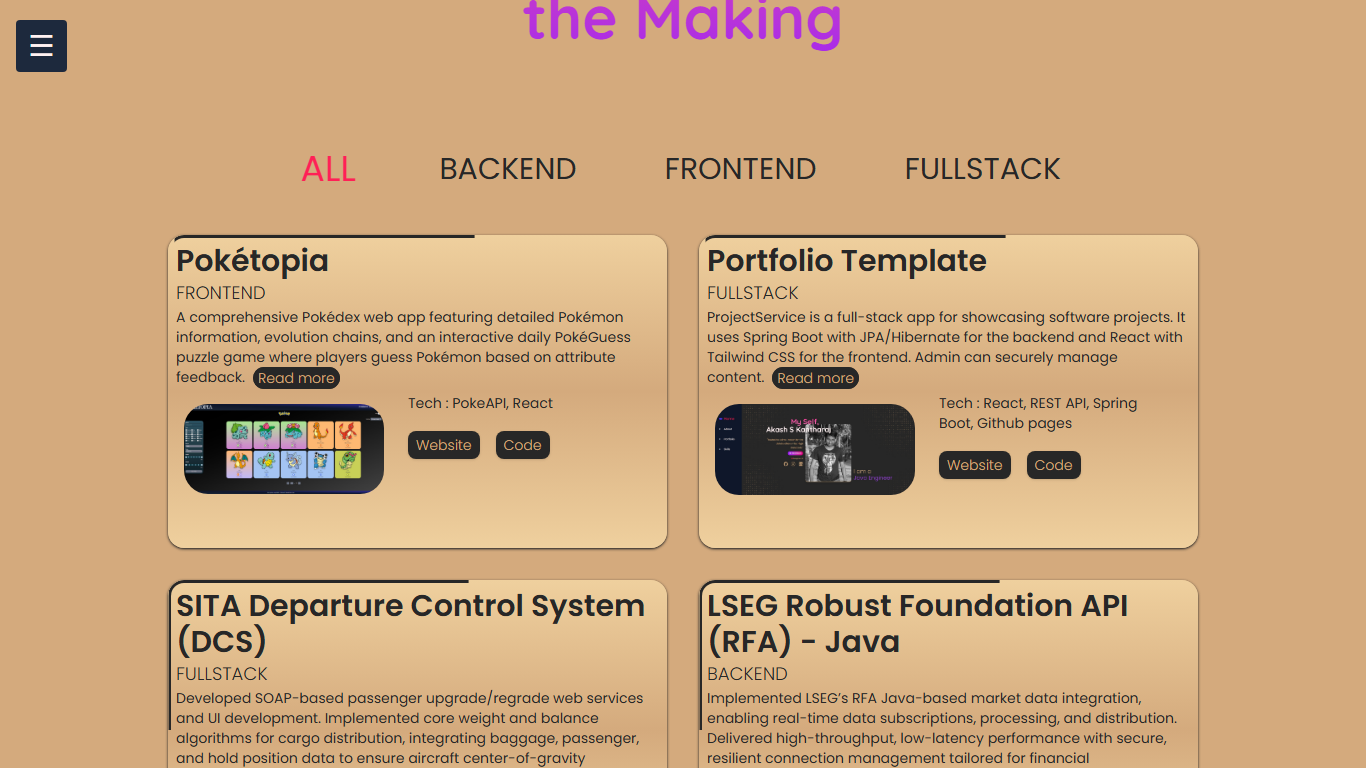 the Making
☰
ALL
BACKEND
FRONTEND
FULLSTACK
Pokétopia
FRONTEND
A comprehensive Pokédex web app featuring detailed Pokémon
information, evolution chains, and an interactive daily PokéGuess
puzzle game where players guess Pokémon based on attribute
feedback. Read more
Tech : PokeAPI, React
Website
Code
Portfolio Template
FULLSTACK
ProjectService is a full-stack app for showcasing software projects. It
uses Spring Boot with JPA/Hibernate for the backend and React with
Tailwind CSS for the frontend. Admin can securely manage
content. Read more
My Self,
Akash S Kaitharaj
I am a
Java Engineer
Tech : React, REST API, Spring
Boot, Github pages
Website
Code
SITA Departure Control System
(DCS)
FULLSTACK
Developed SOAP-based passenger upgrade/regrade web services
and UI development. Implemented core weight and balance
algorithms for cargo distribution, integrating baggage, passenger,
and hold position data to ensure aircraft center-of-gravity
LSEG Robust Foundation API
(RFA) - Java
BACKEND
Implemented LSEG’s RFA Java-based market data integration,
enabling real-time data subscriptions, processing, and distribution.
Delivered high-throughput, low-latency performance with secure,
resilient connection management tailored for financial